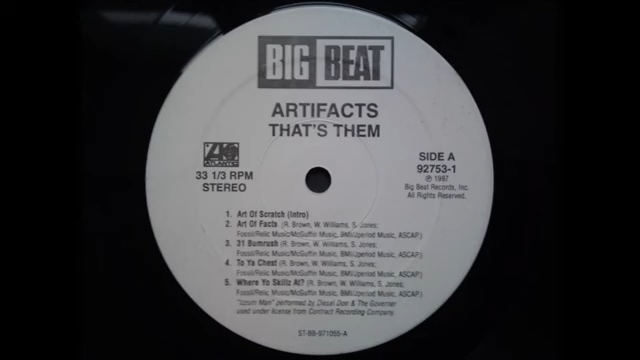 BIG BEAT
ARTIFACTS
THAT'S THEM
ATLANTIC
33 1/3 RPM
STEREO
SIDE A
92753-1
℗ 1997
Big Beat Records, Inc.
All Rights Reserved.
1. Art Of Scratch (Intro)
2. Art Of Facts (R. Brown, W. Williams, S. Jones;
Fossil/Relic Music/McGuffin Music, BMI/Jperiod Music, ASCAP.)
3. 31 Bumrush (R. Brown, W. Williams, S. Jones;
Fossil/Relic Music/McGuffin Music, BMI/Jperiod Music, ASCAP.)
4. To Ya Chest (R. Brown, W. Williams, S. Jones;
Fossil/Relic Music/McGuffin Music, BMI/Jperiod Music, ASCAP.)
5. Where Yo Skillz At? (R. Brown, W. Williams, S. Jones;
Fossil/Relic Music/McGuffin Music, BMI/Jperiod Music, ASCAP.)
performed by Diesel Don & The Governer
used under license from Contract Recording Company.
ST-BB-971055-A